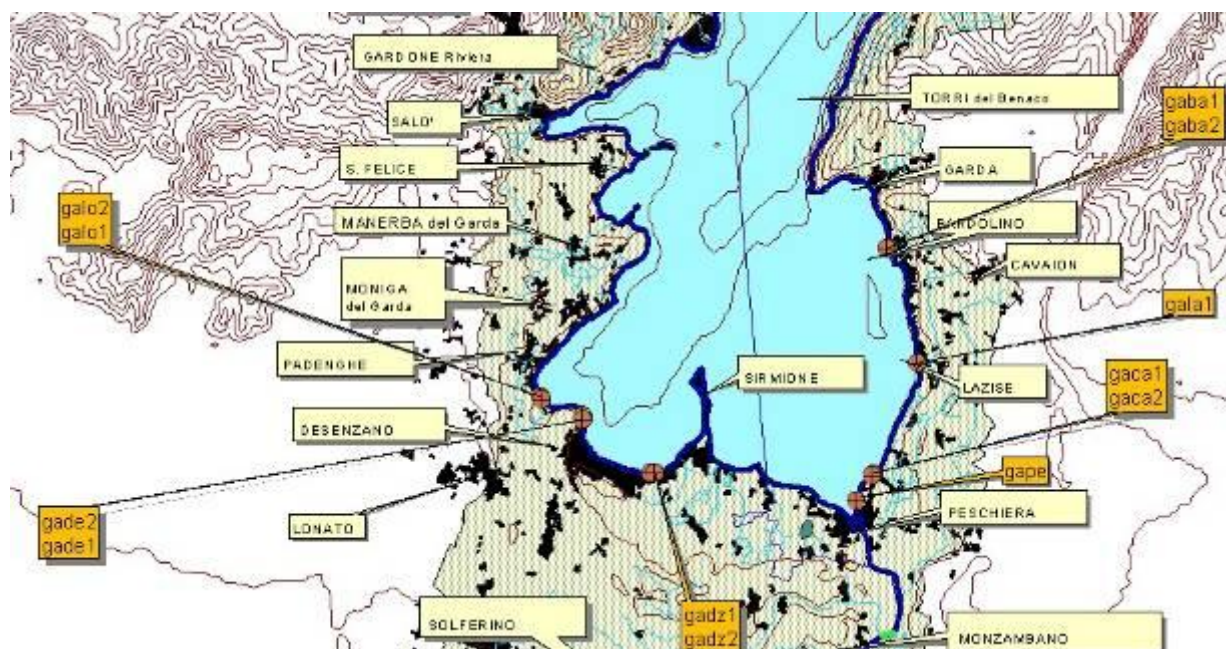 GARDONE Riviera
SALO'
S. FELICE
MANERBA del Garda
MONIGA
del Garda
PADENGHE
DESENZANO
LONATO
SOLFERINO
SIRMIONE
TORRI del Benaco
GARDA
BARDOLINO
CAVAION
LAZISE
PESCHIERA
MONZAMBANO
galo2
galo1
gade2
gade1
gadz1
gadz2
gaba1
gaba2
gala1
gaca1
gaca2
gape